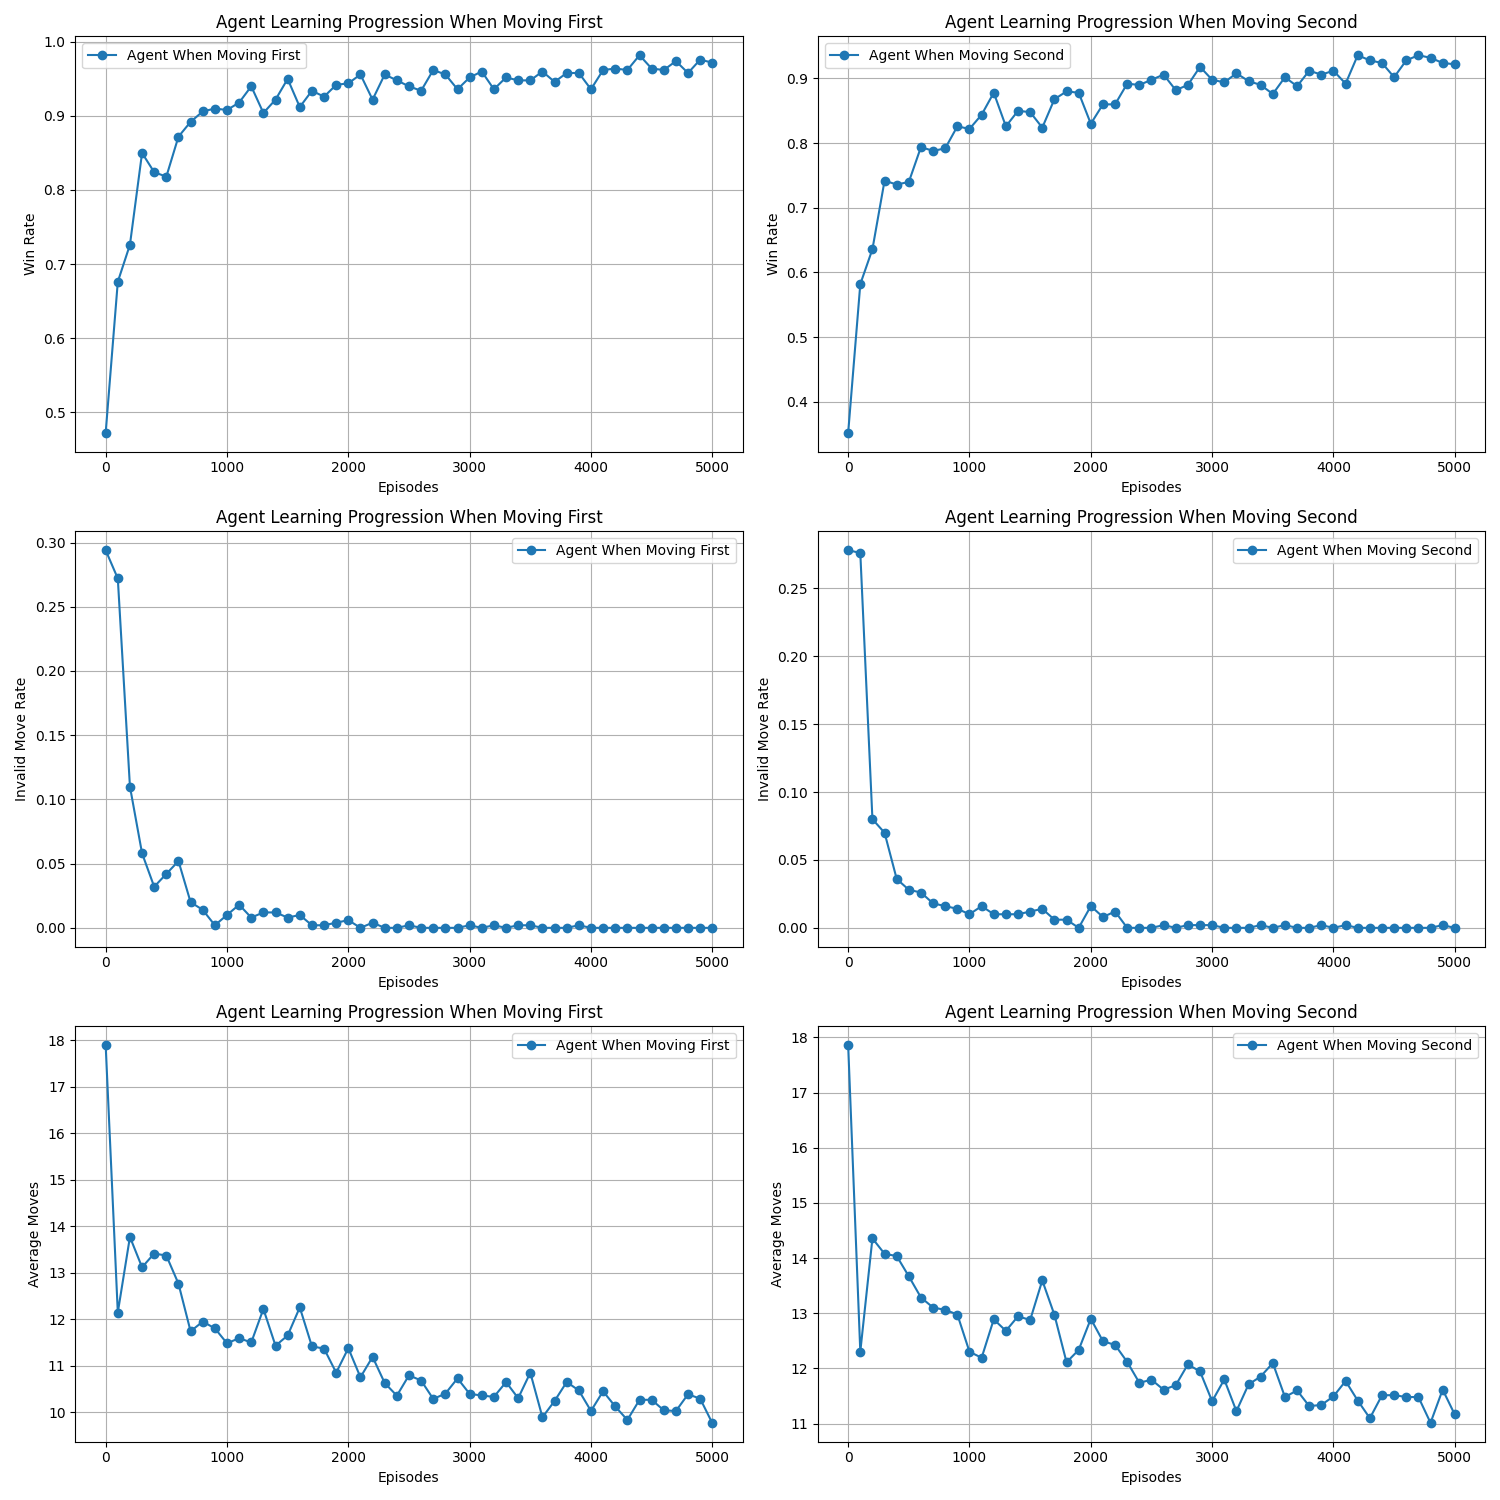 Agent Learning Progression When Moving First
Agent When Moving First
1.0
0.9
0.8
0.7
0.6
0.5
Win Rate
0 1000 2000 3000 4000 5000
Episodes
Agent Learning Progression When Moving Second
Agent When Moving Second
0.9
0.8
0.7
0.6
0.5
0.4
Win Rate
0 1000 2000 3000 4000 5000
Episodes
Agent Learning Progression When Moving First
Agent When Moving First
0.30
0.25
0.20
0.15
0.10
0.05
0.00
Invalid Move Rate
0 1000 2000 3000 4000 5000
Episodes
Agent Learning Progression When Moving Second
Agent When Moving Second
0.25
0.20
0.15
0.10
0.05
0.00
Invalid Move Rate
0 1000 2000 3000 4000 5000
Episodes
Agent Learning Progression When Moving First
Agent When Moving First
18
17
16
15
14
13
12
11
10
Average Moves
0 1000 2000 3000 4000 5000
Episodes
Agent Learning Progression When Moving Second
Agent When Moving Second
18
17
16
15
14
13
12
11
Average Moves
0 1000 2000 3000 4000 5000
Episodes